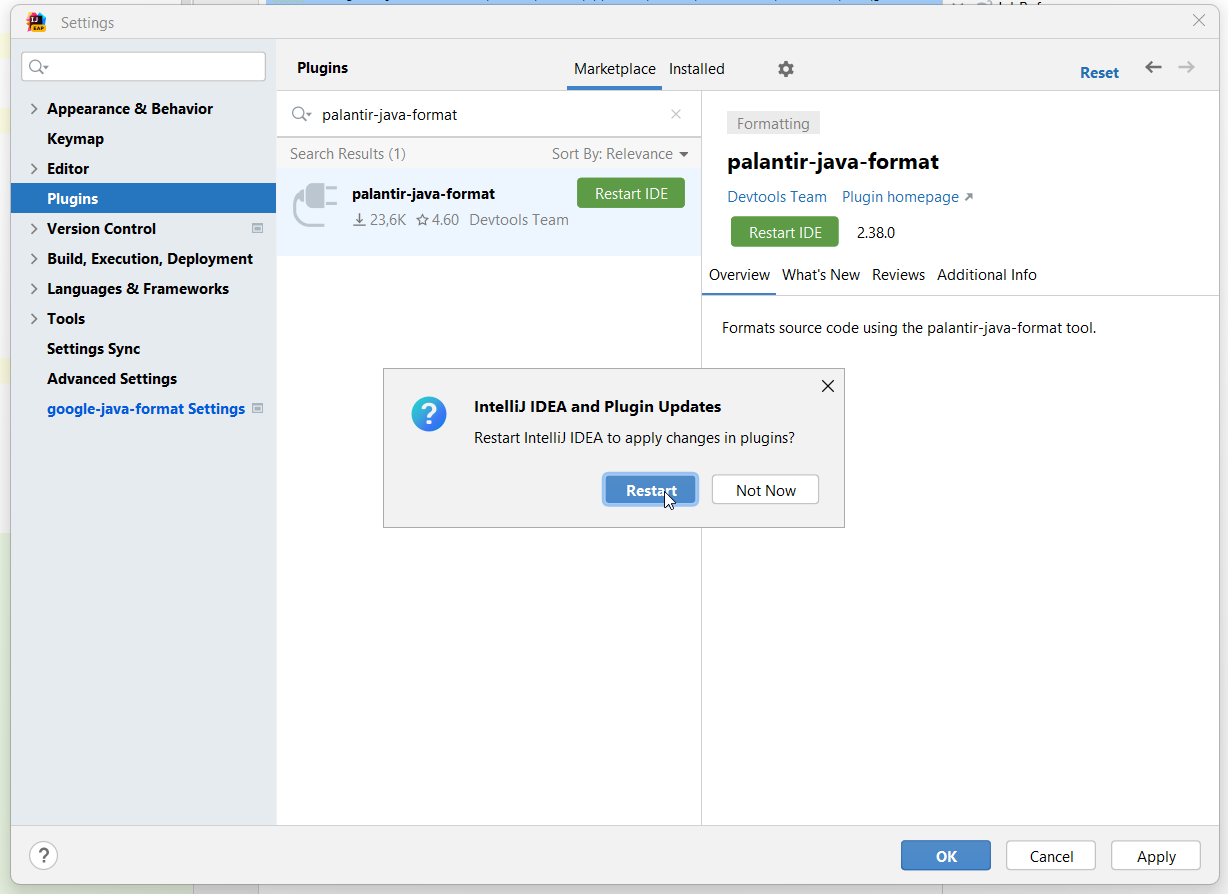 Settings
Plugins
Marketplace
Installed
Reset
Appearance & Behavior
Keymap
Editor
Plugins
Version Control
Build, Execution, Deployment
Languages & Frameworks
Tools
Settings Sync
Advanced Settings
google-java-format Settings
palantir-java-format
Search Results (1)
Sort By: Relevance
palantir-java-format
Restart IDE
23,6K
4.60
Devtools Team
Formatting
palantir-java-format
Devtools Team
Plugin homepage
Restart IDE
2.38.0
Overview
What's New
Reviews
Additional Info
Formats source code using the palantir-java-format tool.
IntelliJ IDEA and Plugin Updates
Restart IntelliJ IDEA to apply changes in plugins?
Restart
Not Now
?
OK
Cancel
Apply